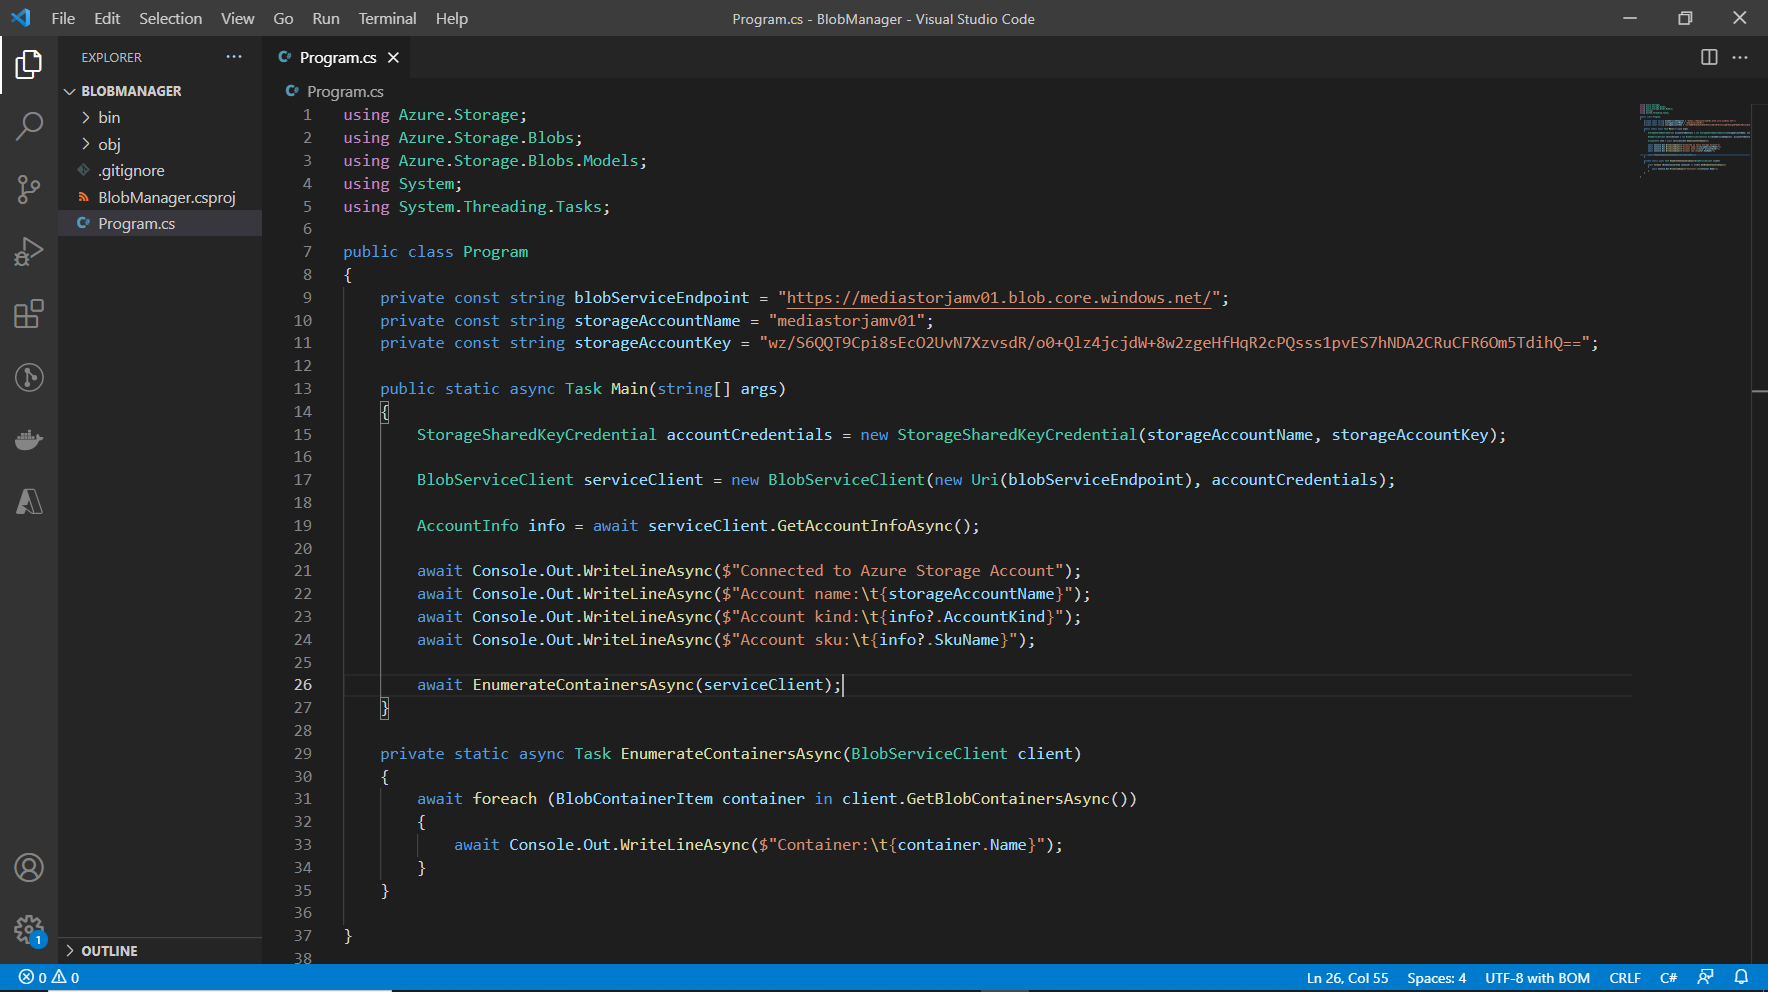 File Edit Selection View Go Run Terminal Help
Program.cs - BlobManager - Visual Studio Code
EXPLORER
BLOBMANAGER
bin
obj
.gitignore
BlobManager.csproj
Program.cs
OUTLINE
Program.cs
Program.cs
1 using Azure.Storage;
2 using Azure.Storage.Blobs;
3 using Azure.Storage.Blobs.Models;
4 using System;
5 using System.Threading.Tasks;
6
7 public class Program
8 {
9 private const string blobServiceEndpoint = "https://mediastorjamv01.blob.core.windows.net/";
10 private const string storageAccountName = "mediastorjamv01";
11 private const string storageAccountKey = "wz/S6QQT9Cpi8sEcO2UvN7XzvsdR/o0+Qlz4jcjdW+8w2zgeHfHqR2cPQsss1pvES7hNDA2CRuCFR6Om5TdihQ==";
12
13 public static async Task Main(string[] args)
14 {
15 StorageSharedKeyCredential accountCredentials = new StorageSharedKeyCredential(storageAccountName, storageAccountKey);
16
17 BlobServiceClient serviceClient = new BlobServiceClient(new Uri(blobServiceEndpoint), accountCredentials);
18
19 AccountInfo info = await serviceClient.GetAccountInfoAsync();
20
21 await Console.Out.WriteLineAsync($"Connected to Azure Storage Account");
22 await Console.Out.WriteLineAsync($"Account name:\t{storageAccountName}");
23 await Console.Out.WriteLineAsync($"Account kind:\t{info?.AccountKind}");
24 await Console.Out.WriteLineAsync($"Account sku:\t{info?.SkuName}");
25
26 await EnumerateContainersAsync(serviceClient);
27 }
28
29 private static async Task EnumerateContainersAsync(BlobServiceClient client)
30 {
31 await foreach (BlobContainerItem container in client.GetBlobContainersAsync())
32 {
33 await Console.Out.WriteLineAsync($"Container:\t{container.Name}");
34 }
35 }
36
37 }
38
1
0 0
Ln 26, Col 55 Spaces: 4 UTF-8 with BOM CRLF C#